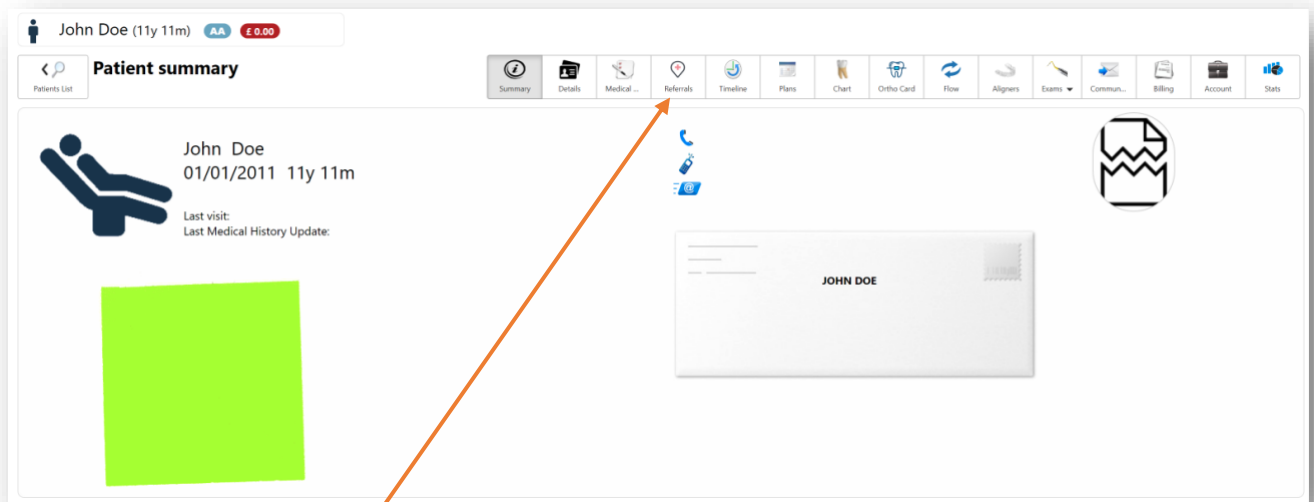 John Doe (11y 11m) AA £ 0.00
Patients List
Patient summary
Summary Details Medical ... Referrals Timeline Plans Chart Ortho Card Flow Aligners Exams Commun... Billing Account Stats
John Doe
01/01/2011 11y 11m
Last visit:
Last Medical History Update:
JOHN DOE